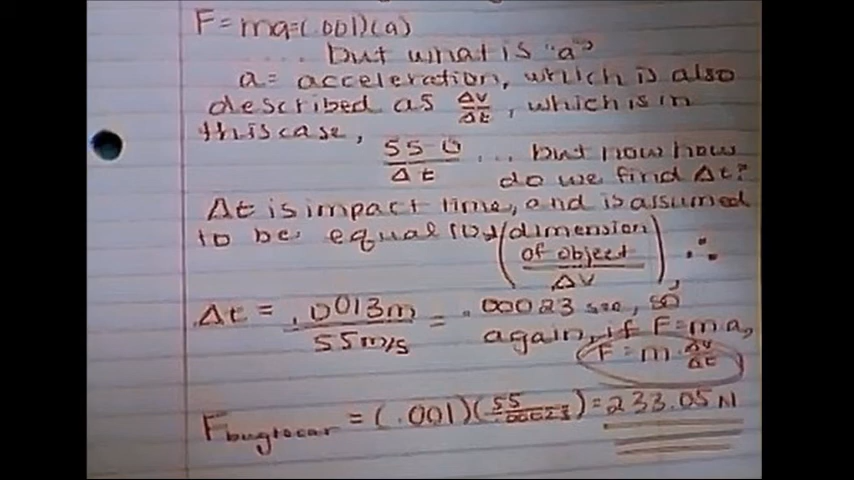 F = ma = (.001)(a)
... but what is "a"
a = acceleration, which is also
described as ΔV/Δt, which is in
this case,
55-0/Δt ... but now how
do we find Δt?
Δt is impact time, and is assumed
to be equal to (dimension
of object/ΔV) ∴
Δt = .0013m/55m/s = .00023 sec, so
again, if F = ma,
F = m ΔV/Δt
F bug to car = (.001)(55/.00023) = 233.05 N